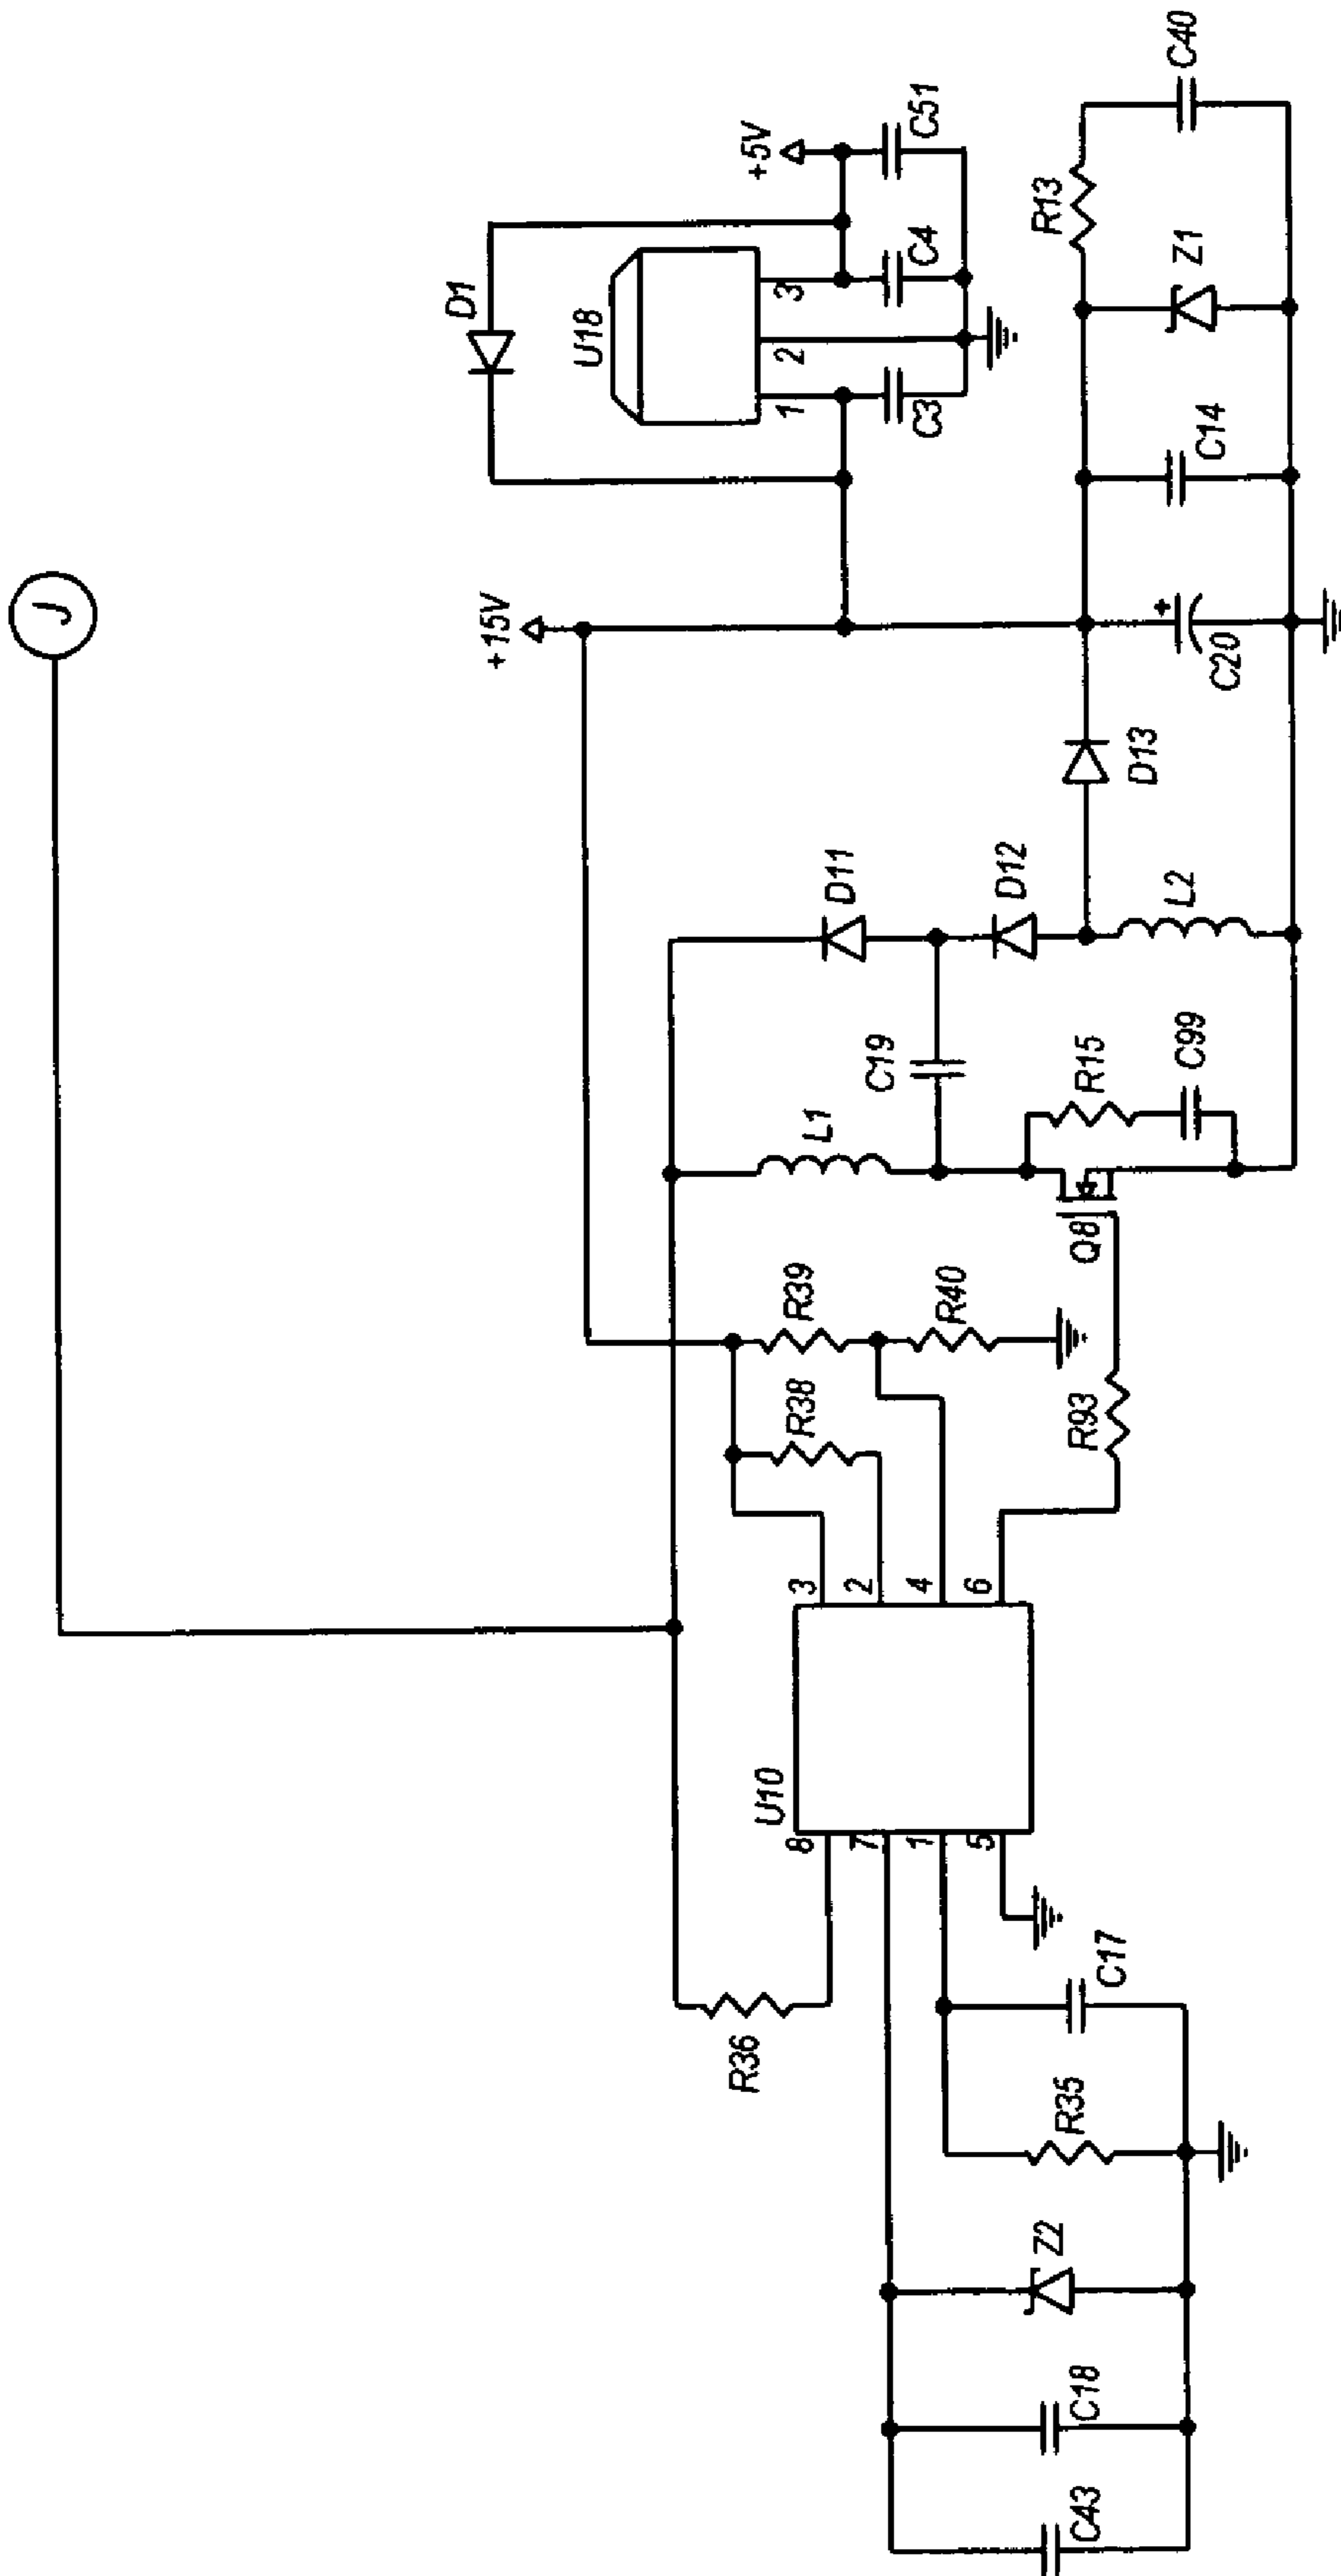 J
+15V
D1
U18
1
2
3
+5V
C3
C4
C51
R36
U10
8
7
1
5
3
2
4
6
R38
R39
R40
R93
Q8
L1
C19
R15
C99
D11
D12
L2
D13
C20
+
C14
Z1
R13
C40
C43
C18
Z2
R35
C17